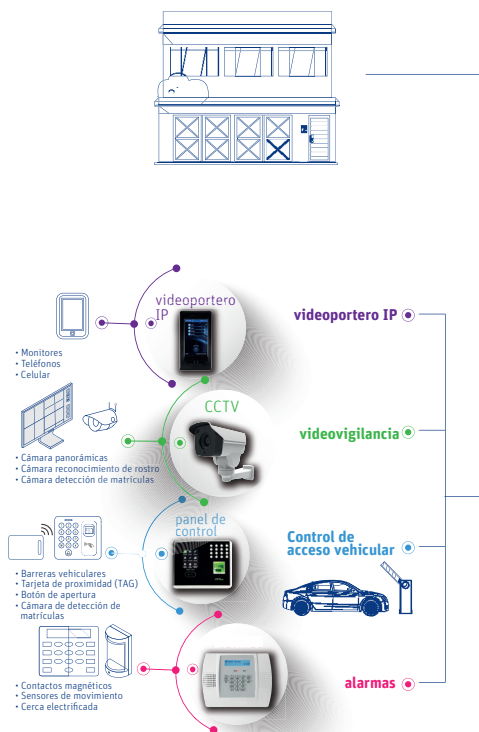 videoportero
IP
videoportero IP
• Monitores
• Teléfonos
• Celular
CCTV
videovigilancia
• Cámara panorámicas
• Cámara reconocimiento de rostro
• Cámara detección de matrículas
panel de
control
Control de
acceso vehicular
• Barreras vehiculares
• Tarjeta de proximidad (TAG)
• Botón de apertura
• Cámara de detección de
matrículas
alarmas
• Contactos magnéticos
• Sensores de movimiento
• Cerca electrificada